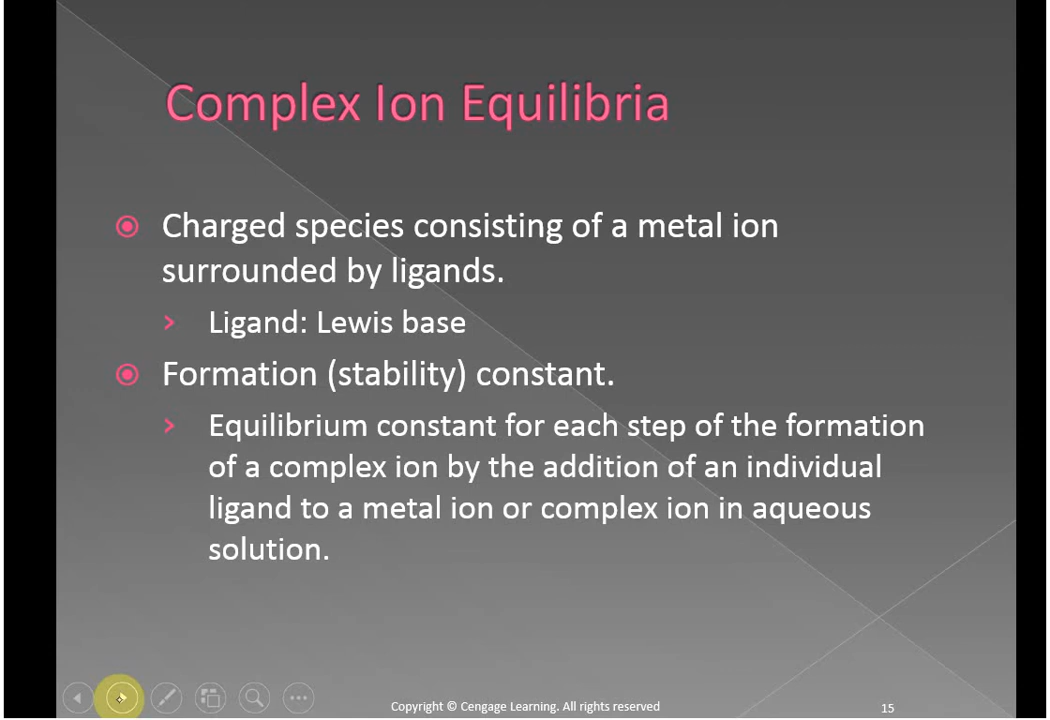 Complex Ion Equilibria
Charged species consisting of a metal ion
surrounded by ligands.
Ligand: Lewis base
Formation (stability) constant.
Equilibrium constant for each step of the formation
of a complex ion by the addition of an individual
ligand to a metal ion or complex ion in aqueous
solution.
Copyright © Cengage Learning. All rights reserved
15